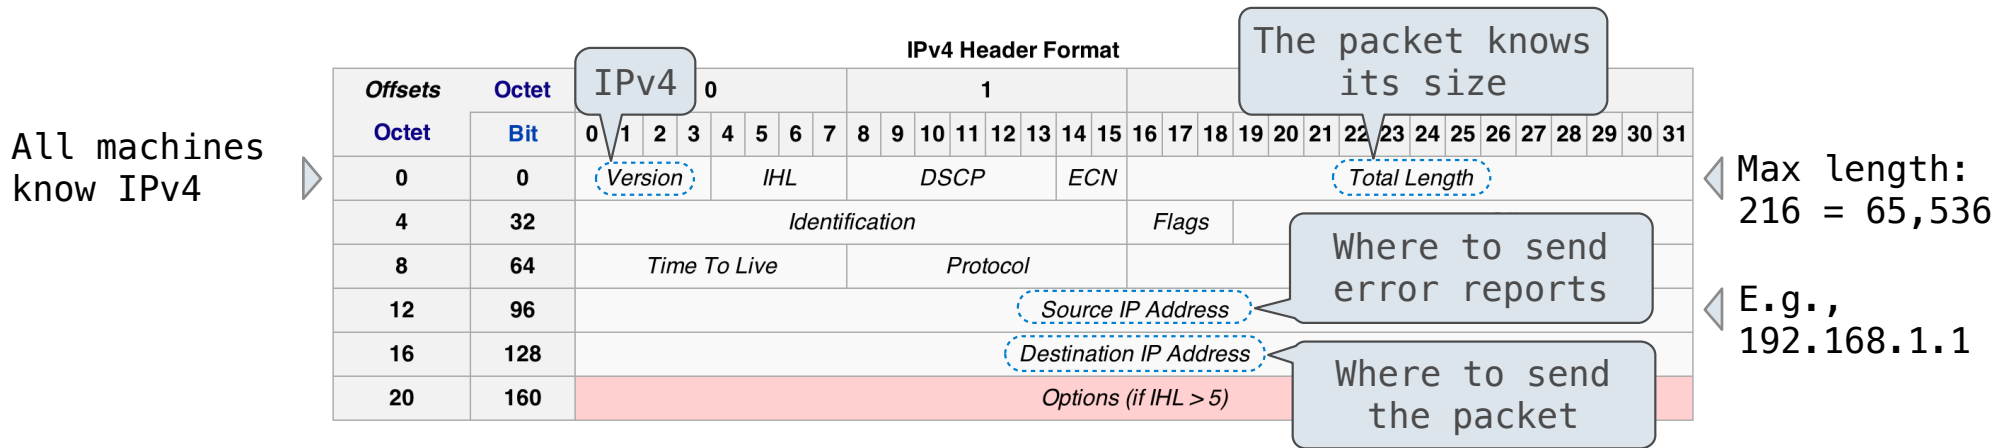 The packet knows
its size
IPv4 Header Format
IPv4
Offsets Octet 0 1
Octet Bit 0 1 2 3 4 5 6 7 8 9 10 11 12 13 14 15 16 17 18 19 20 21 22 23 24 25 26 27 28 29 30 31
All machines
know IPv4
0 0 Version IHL DSCP ECN Total Length
Max length:
216 = 65,536
4 32 Identification Flags
Where to send
error reports
8 64 Time To Live Protocol
12 96 Source IP Address
E.g.,
192.168.1.1
16 128 Destination IP Address
Where to send
the packet
20 160 Options (if IHL > 5)